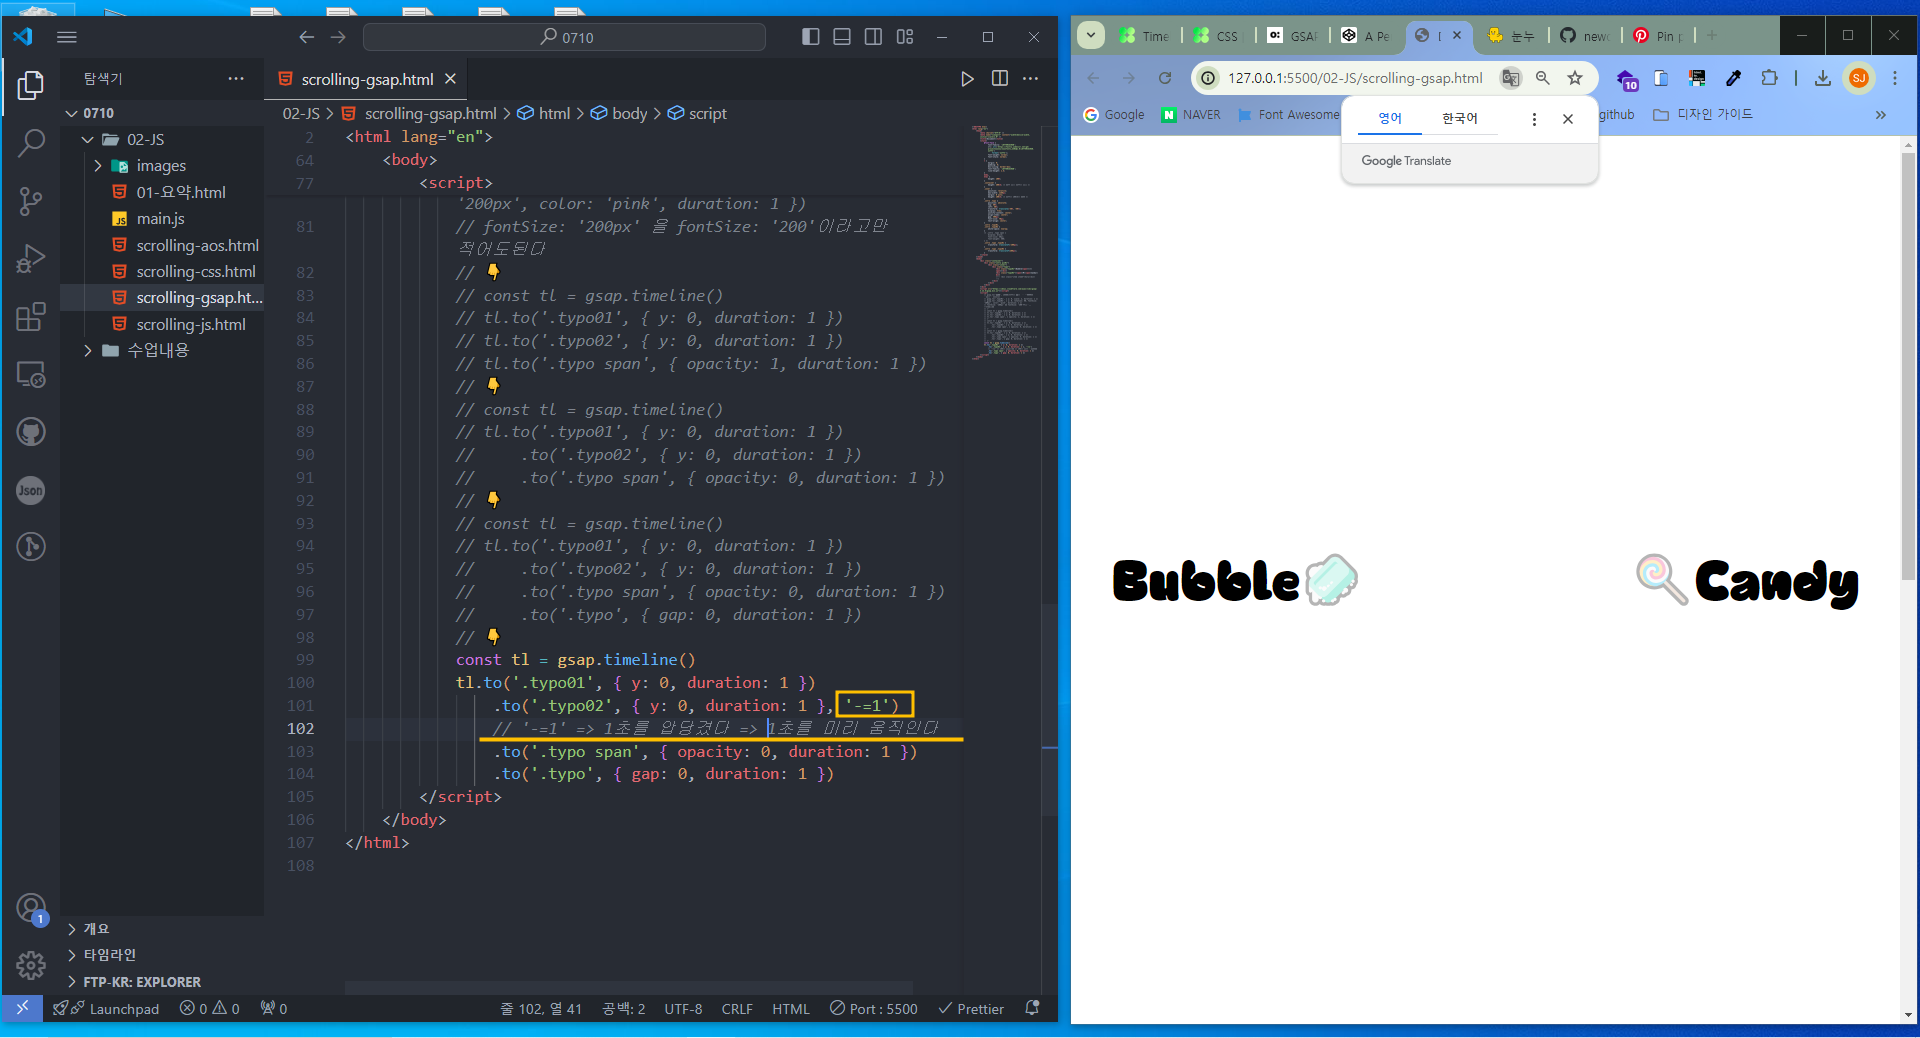 0710
Time
CSS
GSAP
A Pe
눈누
newd
Pin p
탐색기
scrolling-gsap.html
127.0.0.1:5500/02-JS/scrolling-gsap.html
10
SJ
0710
02-JS > scrolling-gsap.html > html > body > script
Google
NAVER
Font Awesome
github
디자인 가이드
영어
한국어
Google Translate
02-JS
images
01-요약.html
JS main.js
scrolling-aos.html
scrolling-css.html
scrolling-gsap.ht...
scrolling-js.html
수업내용
Json
2 <html lang="en">
64 <body>
77 <script>
'200px', color: 'pink', duration: 1 })
81 // fontSize: '200px' 을 fontSize: '200'이라고만
적어도된다
82 // 👇
83 // const tl = gsap.timeline()
84 // tl.to('.typo01', { y: 0, duration: 1 })
85 // tl.to('.typo02', { y: 0, duration: 1 })
86 // tl.to('.typo span', { opacity: 1, duration: 1 })
87 // 👇
88 // const tl = gsap.timeline()
89 // tl.to('.typo01', { y: 0, duration: 1 })
90 //     .to('.typo02', { y: 0, duration: 1 })
91 //     .to('.typo span', { opacity: 0, duration: 1 })
92 // 👇
93 // const tl = gsap.timeline()
94 // tl.to('.typo01', { y: 0, duration: 1 })
95 //     .to('.typo02', { y: 0, duration: 1 })
96 //     .to('.typo span', { opacity: 0, duration: 1 })
97 //     .to('.typo', { gap: 0, duration: 1 })
98 // 👇
99 const tl = gsap.timeline()
100 tl.to('.typo01', { y: 0, duration: 1 })
101 .to('.typo02', { y: 0, duration: 1 }, '-=1')
102 // '-=1' => 1초를 앞당겼다 => 1초를 미리 움직인다
103 .to('.typo span', { opacity: 0, duration: 1 })
104 .to('.typo', { gap: 0, duration: 1 })
105 </script>
106 </body>
107 </html>
108
Bubble
Candy
1
개요
타임라인
FTP-KR: EXPLORER
Launchpad
0
0
0
줄 102, 열 41
공백: 2
UTF-8
CRLF
HTML
Port : 5500
Prettier